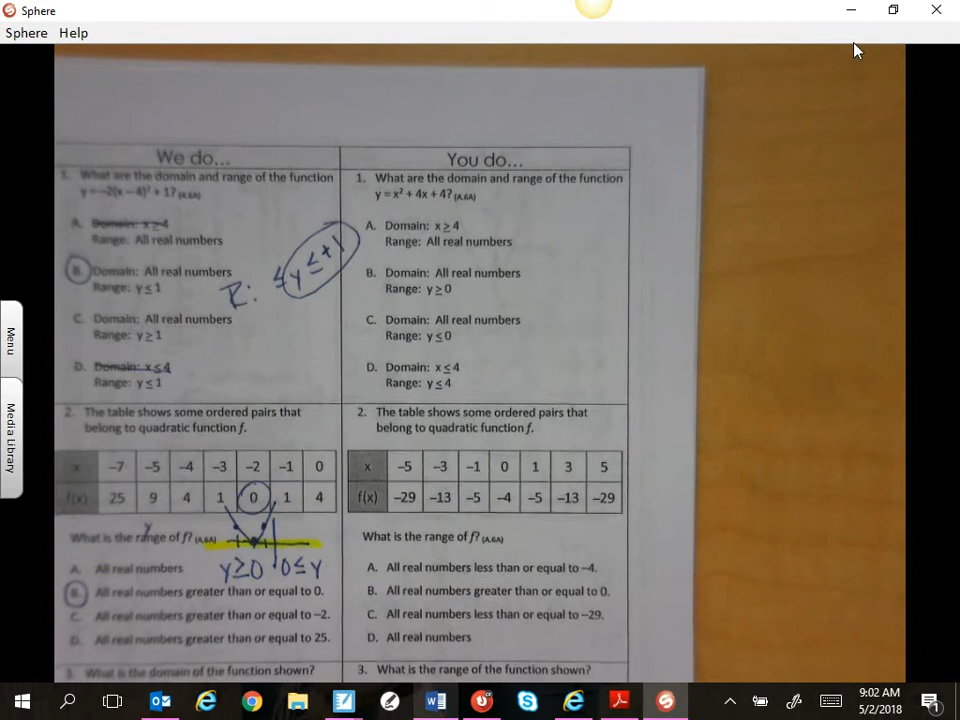 Sphere
Sphere Help
Menu
Media Library
We do...
1. What are the domain and range of the function
y = −2(x − 4)² + 1? (A.6A)
A. Domain: x ≥ 4
Range: All real numbers
B. Domain: All real numbers
Range: y ≤ 1
C. Domain: All real numbers
Range: y ≥ 1
D. Domain: x ≤ 4
Range: y ≤ 1
R: ≤ y ≤ +1
2. The table shows some ordered pairs that
belong to quadratic function f.
x −7 −5 −4 −3 −2 −1 0
f(x) 25 9 4 1 0 1 4
y
What is the range of f? (A.6A)
y ≥ 0 0 ≤ y
A. All real numbers
B. All real numbers greater than or equal to 0.
C. All real numbers greater than or equal to −2.
D. All real numbers greater than or equal to 25.
3. What is the domain of the function shown?
You do...
1. What are the domain and range of the function
y = x² + 4x + 4? (A.6A)
A. Domain: x ≥ 4
Range: All real numbers
B. Domain: All real numbers
Range: y ≥ 0
C. Domain: All real numbers
Range: y ≤ 0
D. Domain: x ≤ 4
Range: y ≤ 4
2. The table shows some ordered pairs that
belong to quadratic function f.
x −5 −3 −1 0 1 3 5
f(x) −29 −13 −5 −4 −5 −13 −29
What is the range of f? (A.6A)
A. All real numbers less than or equal to −4.
B. All real numbers greater than or equal to 0.
C. All real numbers less than or equal to −29.
D. All real numbers
3. What is the range of the function shown?
9:02 AM
5/2/2018
1